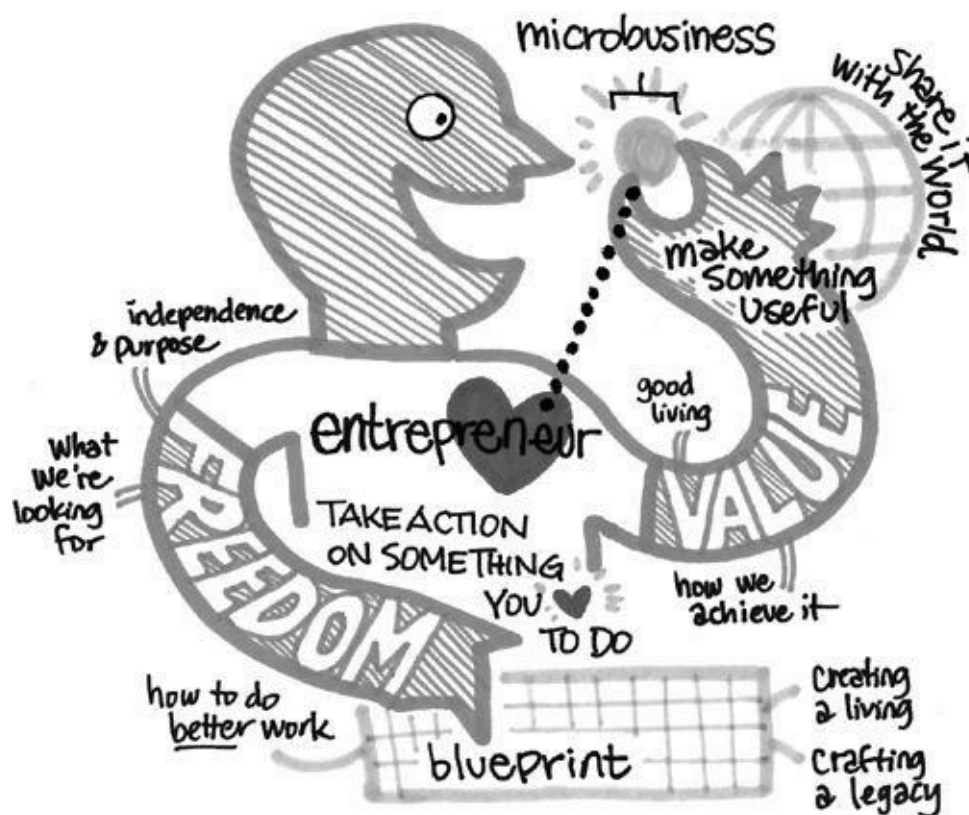 microbusiness
share it
with the world
make
something
useful
independence
& purpose
good
living
entrepreneur
What
we're
looking
for
FREEDOM
VALUE
TAKE ACTION
ON SOMETHING
YOU
TO DO
how we
achieve it
how to do
better work
blueprint
creating
a living
crafting
a legacy